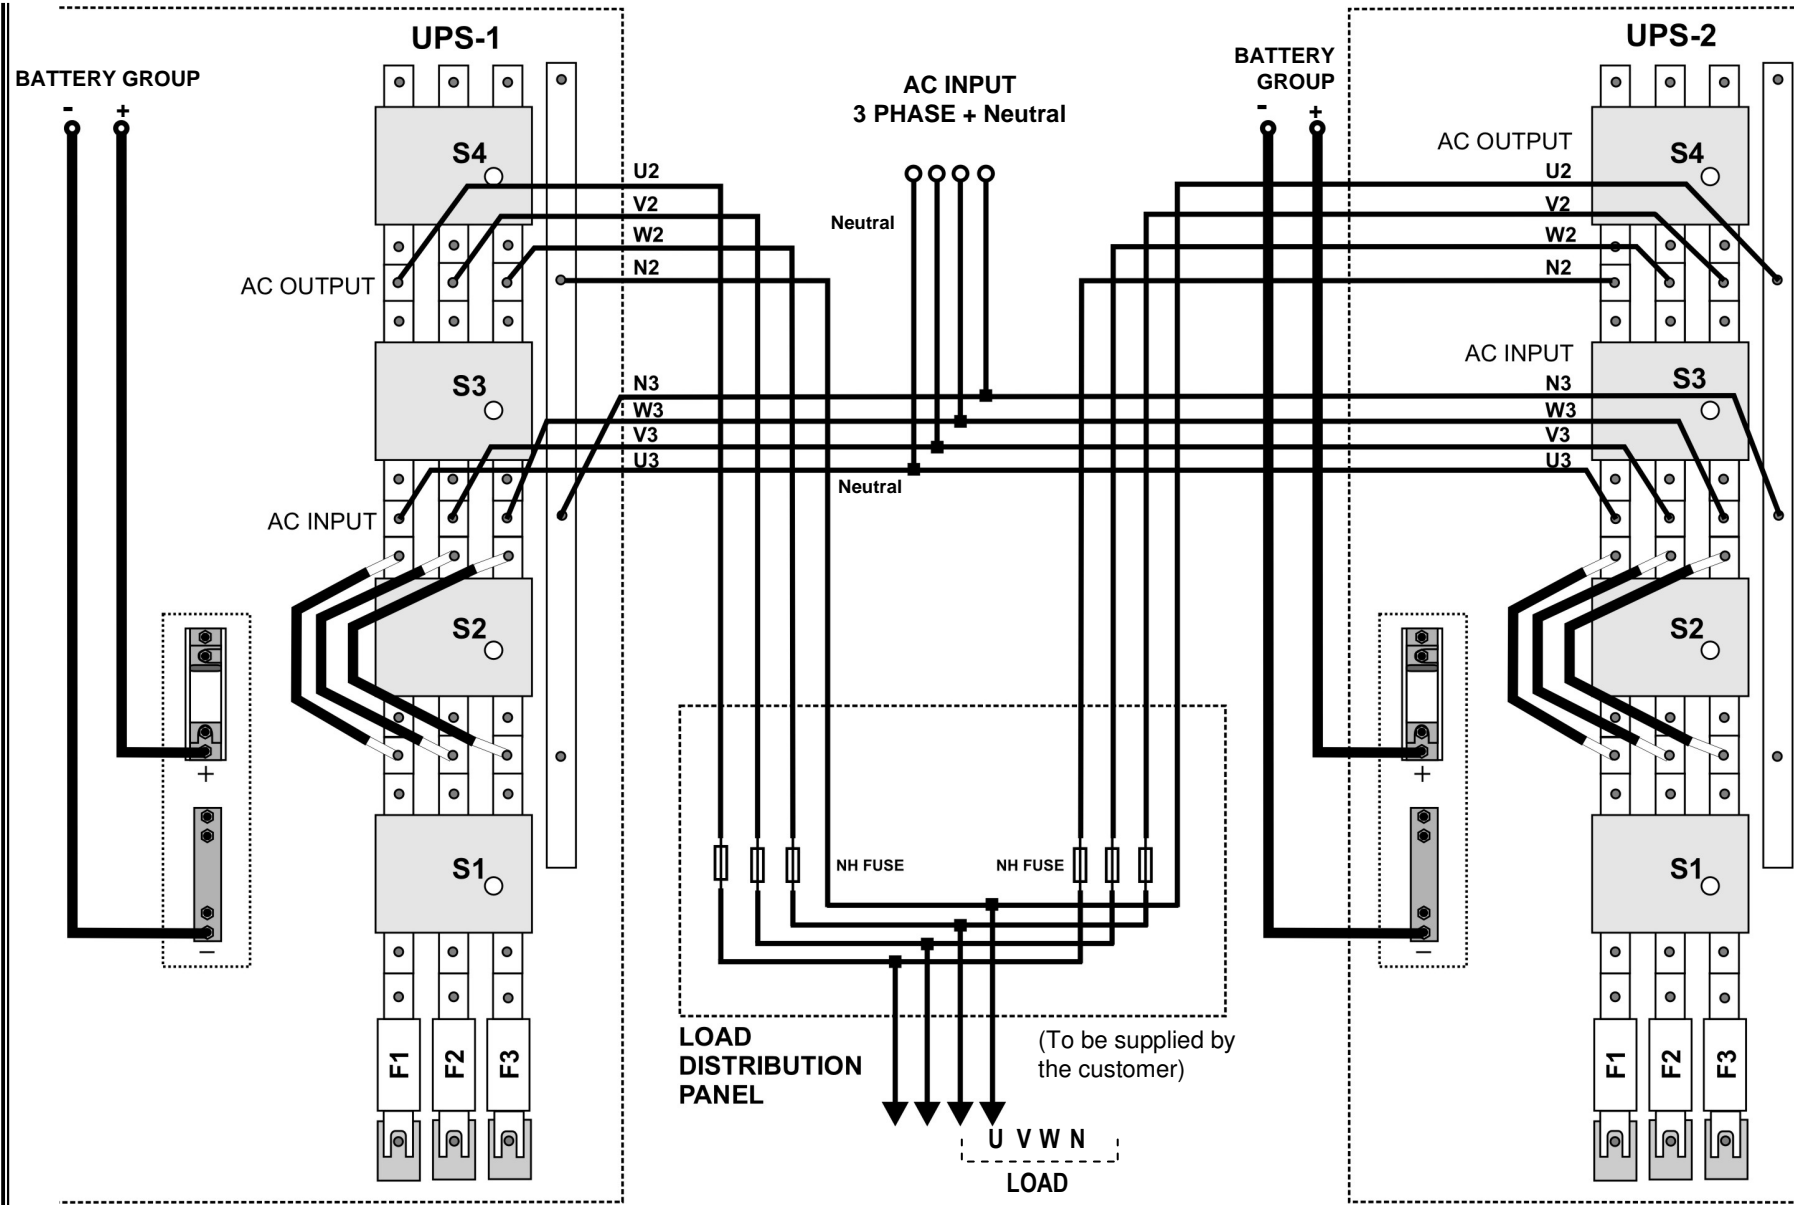 UPS-1
BATTERY GROUP
-
+
S4
U2
V2
W2
N2
AC OUTPUT
S3
N3
W3
V3
U3
AC INPUT
S2
+
S1
−
F1
F2
F3
AC INPUT
3 PHASE + Neutral
Neutral
Neutral
NH FUSE
NH FUSE
LOAD
DISTRIBUTION
PANEL
(To be supplied by
the customer)
U V W N
LOAD
UPS-2
BATTERY
GROUP
-
+
AC OUTPUT
S4
U2
V2
W2
N2
AC INPUT
S3
N3
W3
V3
U3
S2
+
S1
−
F1
F2
F3